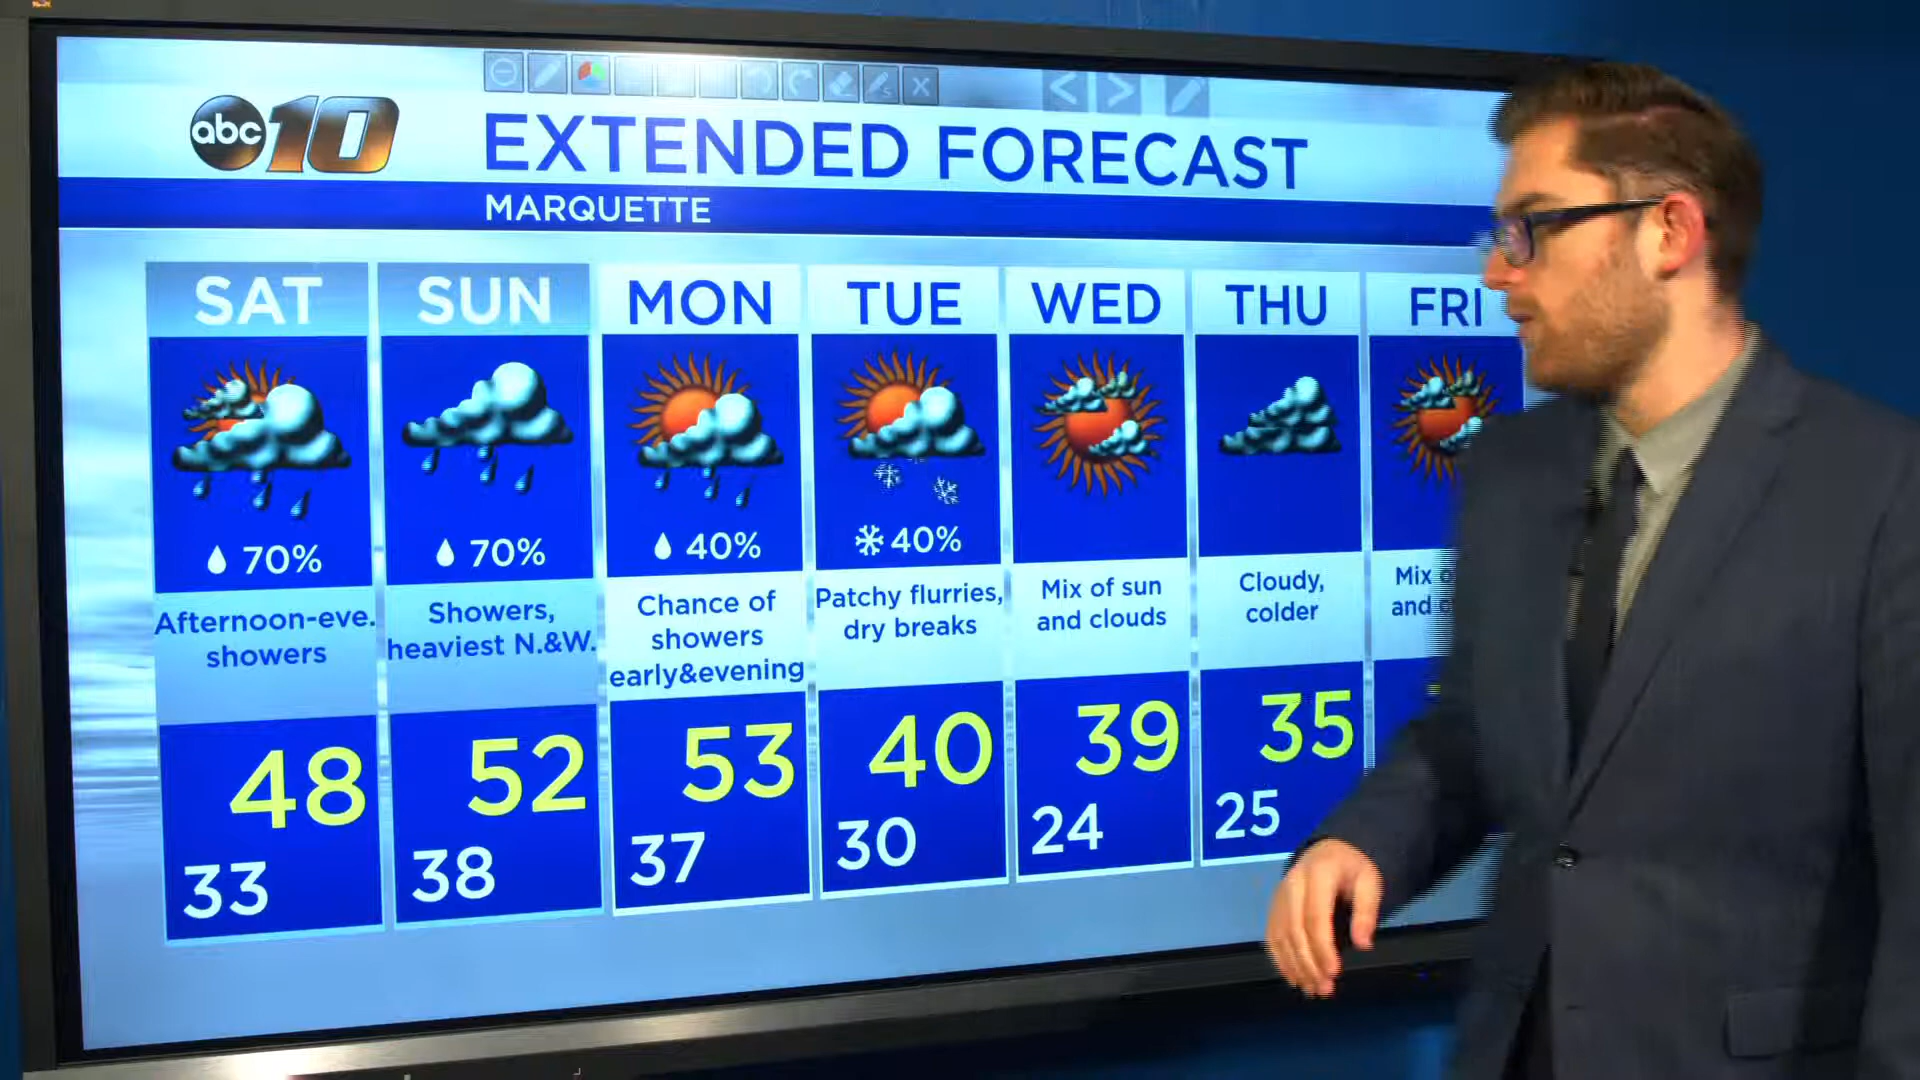 abc 10
EXTENDED FORECAST
MARQUETTE
SAT
70%
Afternoon-eve.
showers
48
33
SUN
70%
Showers,
heaviest N.&W.
52
38
MON
40%
Chance of
showers
early&evening
53
37
TUE
40%
Patchy flurries,
dry breaks
40
30
WED
Mix of sun
and clouds
39
24
THU
Cloudy,
colder
35
25
FRI
Mix
and